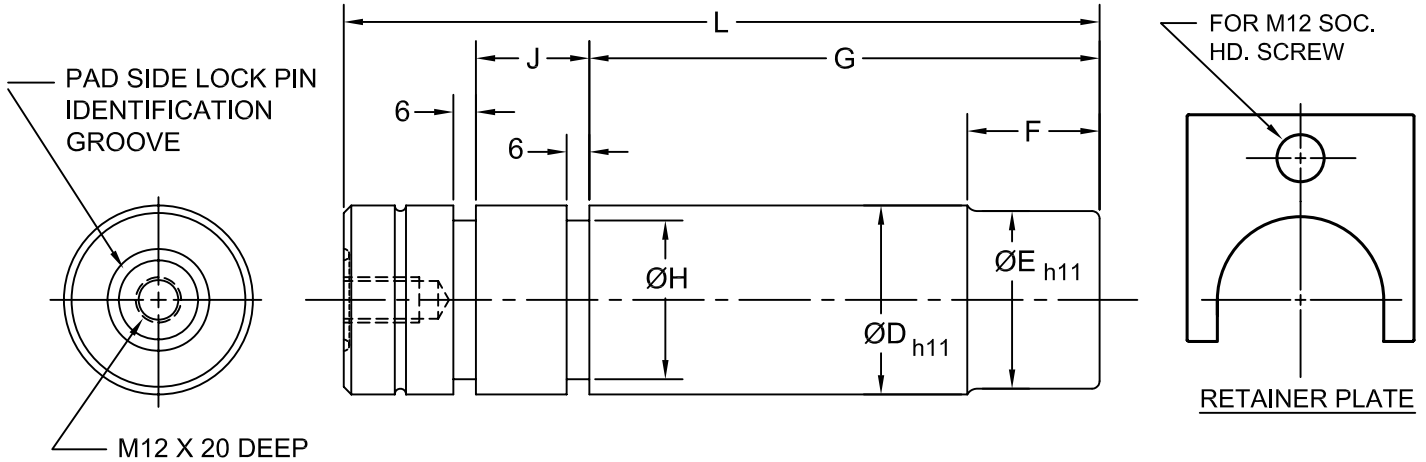 L
FOR M12 SOC.
HD. SCREW
PAD SIDE LOCK PIN
IDENTIFICATION
GROOVE
J
G
6
6
F
ØH
ØE h11
ØD h11
RETAINER PLATE
M12 X 20 DEEP